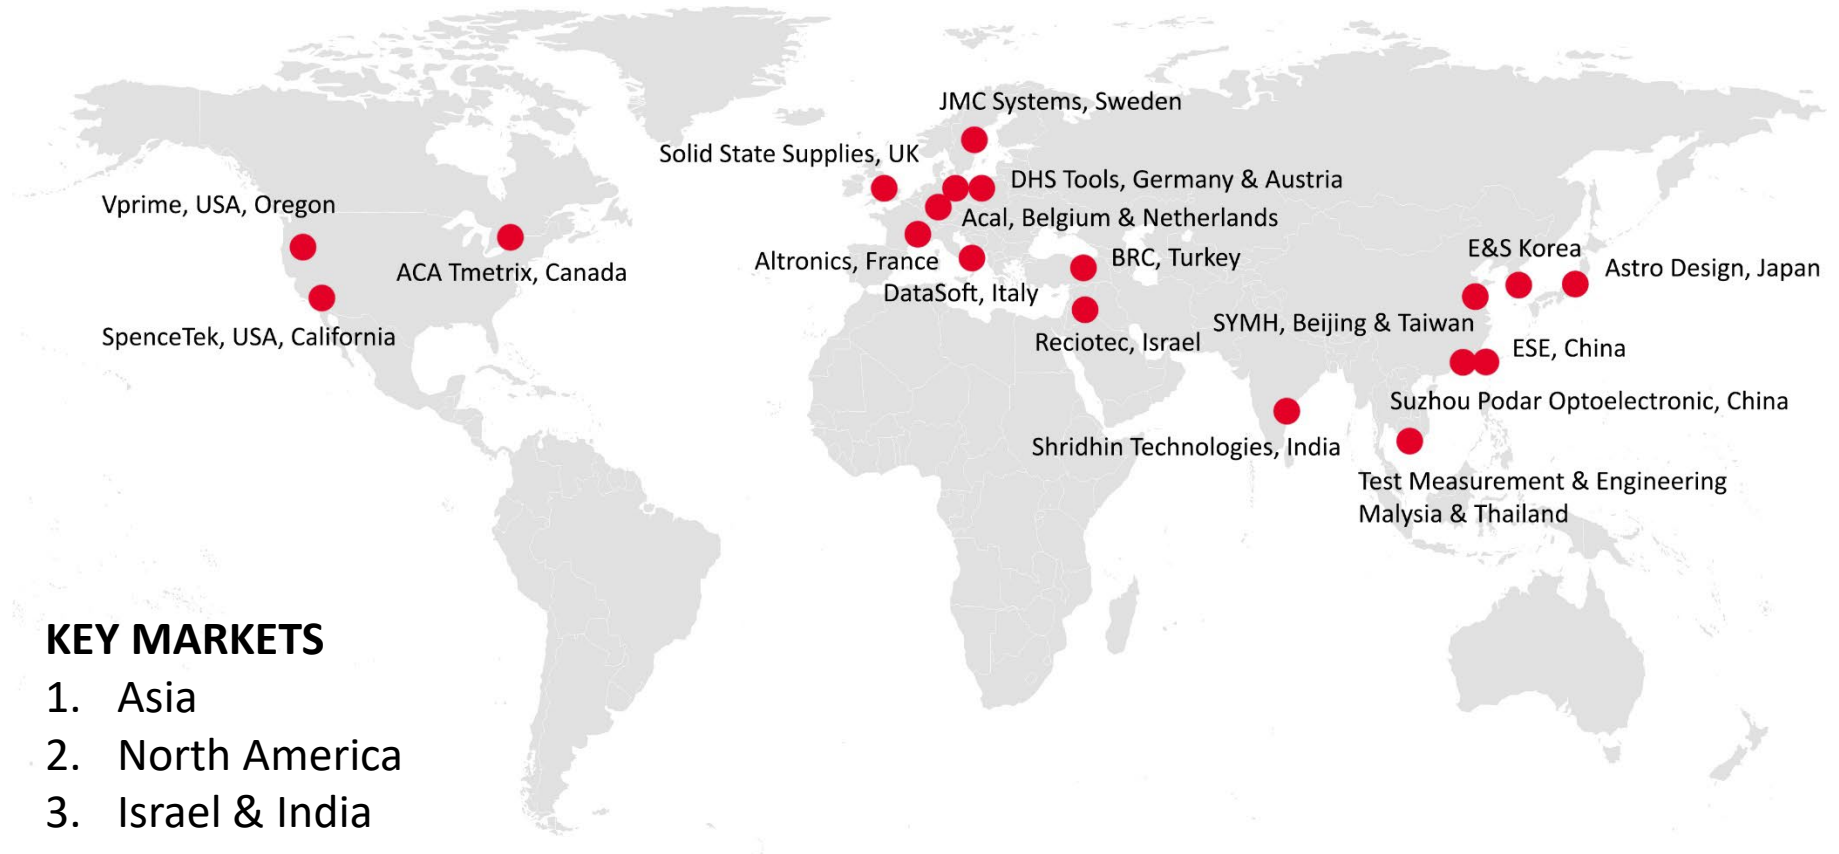 JMC Systems, Sweden
Solid State Supplies, UK
DHS Tools, Germany & Austria
Vprime, USA, Oregon
Acal, Belgium & Netherlands
E&S Korea
Altronics, France
BRC, Turkey
ACA Tmetrix, Canada
Astro Design, Japan
DataSoft, Italy
SYMH, Beijing & Taiwan
SpenceTek, USA, California
Reciotec, Israel
ESE, China
Suzhou Podar Optoelectronic, China
Shridhin Technologies, India
Test Measurement & Engineering
Malysia & Thailand
KEY MARKETS
1. Asia
2. North America
3. Israel & India